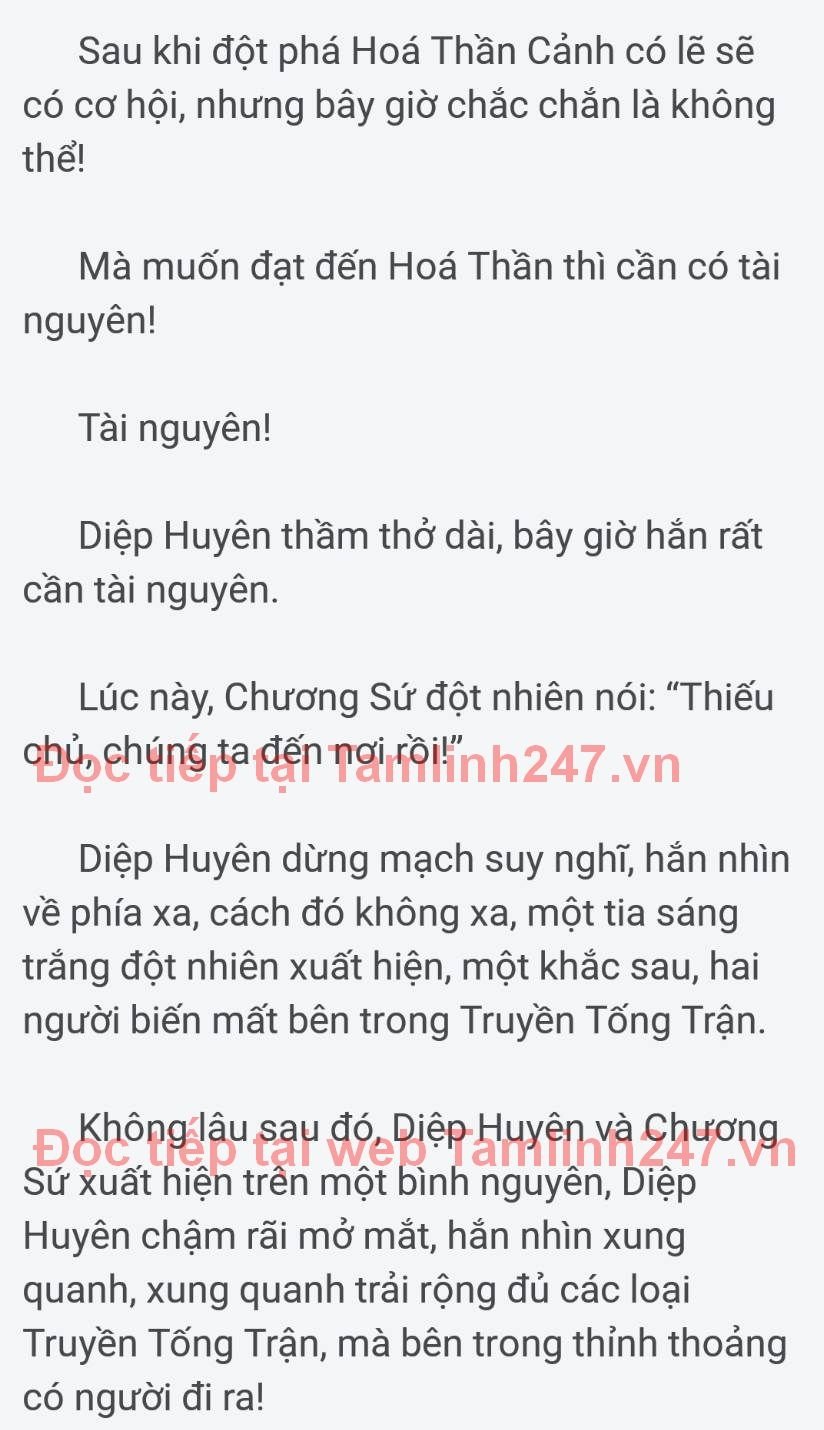 Sau khi đột phá Hoá Thần Cảnh có lẽ sẽ
có cơ hội, nhưng bây giờ chắc chắn là không
thể!
Mà muốn đạt đến Hoá Thần thì cần có tài
nguyên!
Tài nguyên!
Diệp Huyên thầm thở dài, bây giờ hắn rất
cần tài nguyên.
Lúc này, Chương Sứ đột nhiên nói: “Thiếu
chủ, chúng ta đến nơi rồi!”
Đọc tiếp tại Tamlinh247.vn
Diệp Huyên dừng mạch suy nghĩ, hắn nhìn
về phía xa, cách đó không xa, một tia sáng
trắng đột nhiên xuất hiện, một khắc sau, hai
người biến mất bên trong Truyền Tống Trận.
Không lâu sau đó, Diệp Huyên và Chương
Đọc tiếp tại web Tamlinh247.vn
Sứ xuất hiện trên một bình nguyên, Diệp
Huyên chậm rãi mở mắt, hắn nhìn xung
quanh, xung quanh trải rộng đủ các loại
Truyền Tống Trận, mà bên trong thỉnh thoảng
có người đi ra!